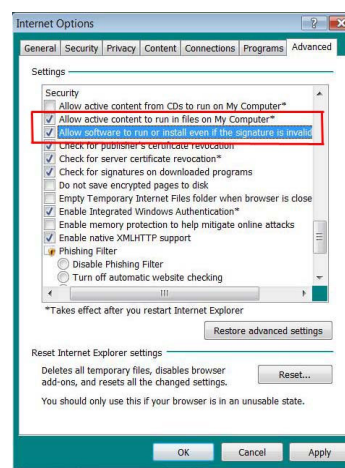 Internet Options
General Security Privacy Content Connections Programs Advanced
Settings
Security
Allow active content from CDs to run on My Computer*
Allow active content to run in files on My Computer*
Allow software to run or install even if the signature is invalid
Check for publisher's certificate revocation
Check for server certificate revocation*
Check for signatures on downloaded programs
Do not save encrypted pages to disk
Empty Temporary Internet Files folder when browser is close
Enable Integrated Windows Authentication*
Enable memory protection to help mitigate online attacks
Enable native XMLHTTP support
Phishing Filter
Disable Phishing Filter
Turn off automatic website checking
*Takes effect after you restart Internet Explorer
Restore advanced settings
Reset Internet Explorer settings
Deletes all temporary files, disables browser
add-ons, and resets all the changed settings.
Reset...
You should only use this if your browser is in an unusable state.
OK Cancel Apply